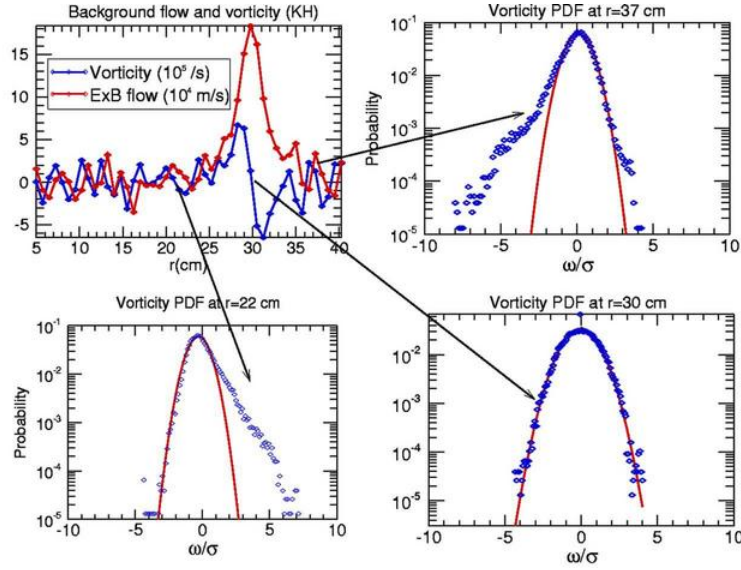 Background flow and vorticity (KH)
Vorticity (10⁵ /s)
ExB flow (10⁴ m/s)
15
10
5
0
-5
5 10 15 20 25 30 35 40
r(cm)
Vorticity PDF at r=37 cm
Probability
10⁻¹
10⁻²
10⁻³
10⁻⁴
10⁻⁵
-10 -5 0 5 10
ω/σ
Vorticity PDF at r=22 cm
Probability
10⁻¹
10⁻²
10⁻³
10⁻⁴
10⁻⁵
-10 -5 0 5 10
ω/σ
Vorticity PDF at r=30 cm
Probability
10⁻²
10⁻³
10⁻⁴
10⁻⁵
-10 -5 0 5 10
ω/σ